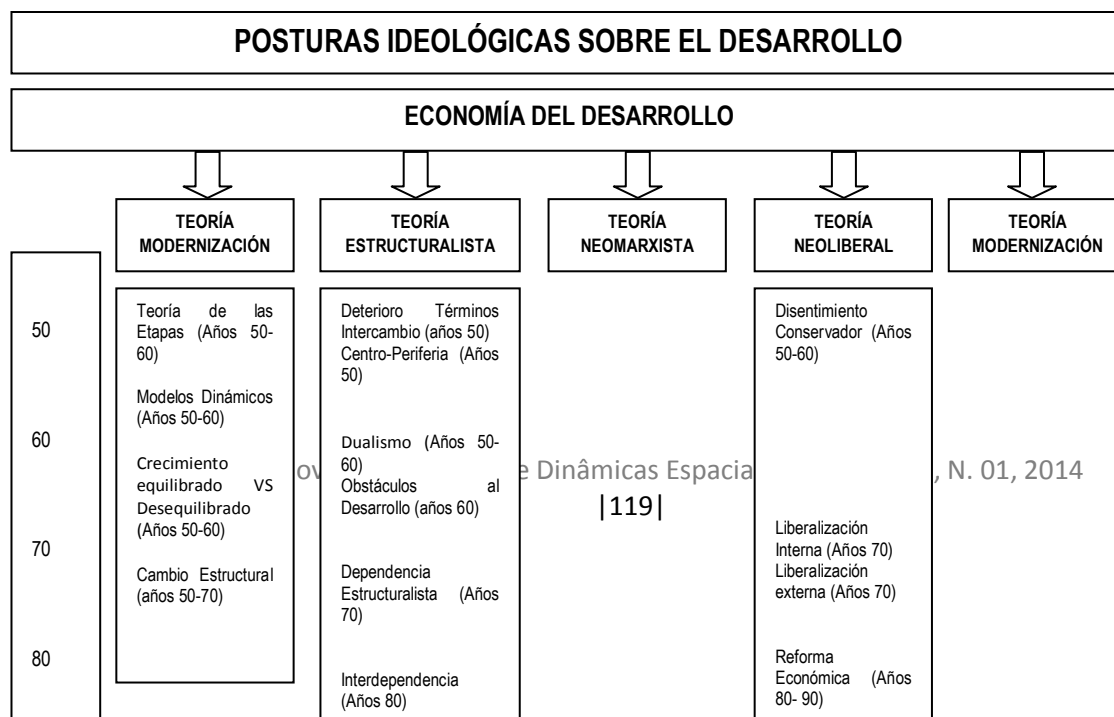 POSTURAS IDEOLÓGICAS SOBRE EL DESARROLLO
ECONOMÍA DEL DESARROLLO
TEORÍA
MODERNIZACIÓN
TEORÍA
ESTRUCTURALISTA
TEORÍA
NEOMARXISTA
TEORÍA
NEOLIBERAL
TEORÍA
MODERNIZACIÓN
50
60
70
80
Teoría de las
Etapas (Años 50-
60)
Modelos Dinámicos
(Años 50-60)
Crecimiento
equilibrado VS
Desequilibrado
(Años 50-60)
Cambio Estructural
(años 50-70)
Deterioro Términos
Intercambio (años 50)
Centro-Periferia (Años
50)
Dualismo (Años 50-
60)
Obstáculos al
Desarrollo (años 60)
Dependencia
Estructuralista (Años
70)
Interdependencia
(Años 80)
Disentimiento
Conservador (Años
50-60)
Liberalización
Interna (Años 70)
Liberalización
externa (Años 70)
Reforma
Económica (Años
80- 90)
Dinâmicas Espacia , N. 01, 2014
|119|